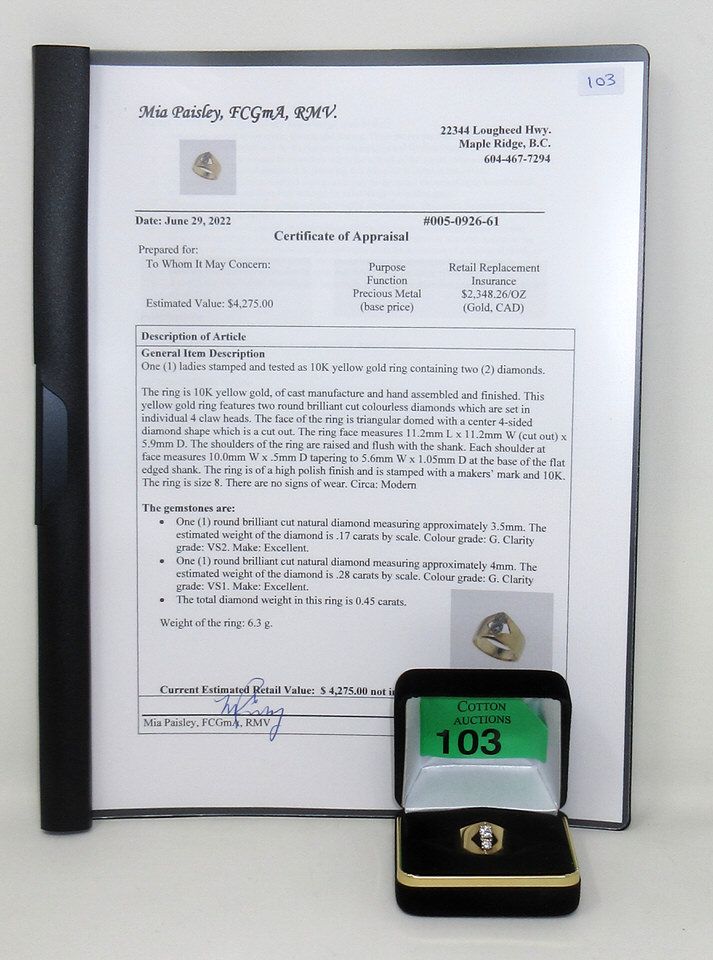 103
Mia Paisley, FCGmA, RMV.
22344 Lougheed Hwy.
Maple Ridge, B.C.
604-467-7294
Date: June 29, 2022 #005-0926-61
Certificate of Appraisal
Prepared for:
To Whom It May Concern: Purpose Retail Replacement
Function Insurance
Estimated Value: $4,275.00 Precious Metal $2,348.26/OZ
(base price) (Gold, CAD)
Description of Article
General Item Description
One (1) ladies stamped and tested as 10K yellow gold ring containing two (2) diamonds.
The ring is 10K yellow gold, of cast manufacture and hand assembled and finished. This
yellow gold ring features two round brilliant cut colourless diamonds which are set in
individual 4 claw heads. The face of the ring is triangular domed with a center 4-sided
diamond shape which is a cut out. The ring face measures 11.2mm L x 11.2mm W (cut out) x
5.9mm D. The shoulders of the ring are raised and flush with the shank. Each shoulder at
face measures 10.0mm W x .5mm D tapering to 5.6mm W x 1.05mm D at the base of the flat
edged shank. The ring is of a high polish finish and is stamped with a makers' mark and 10K.
The ring is size 8. There are no signs of wear. Circa: Modern
The gemstones are:
• One (1) round brilliant cut natural diamond measuring approximately 3.5mm. The
estimated weight of the diamond is .17 carats by scale. Colour grade: G. Clarity
grade: VS2. Make: Excellent.
• One (1) round brilliant cut natural diamond measuring approximately 4mm. The
estimated weight of the diamond is .28 carats by scale. Colour grade: G. Clarity
grade: VS1. Make: Excellent.
• The total diamond weight in this ring is 0.45 carats.
Weight of the ring: 6.3 g.
Current Estimated Retail Value: $ 4,275.00 not in
Mia Paisley, FCGmA, RMV
COTTON
AUCTIONS
103